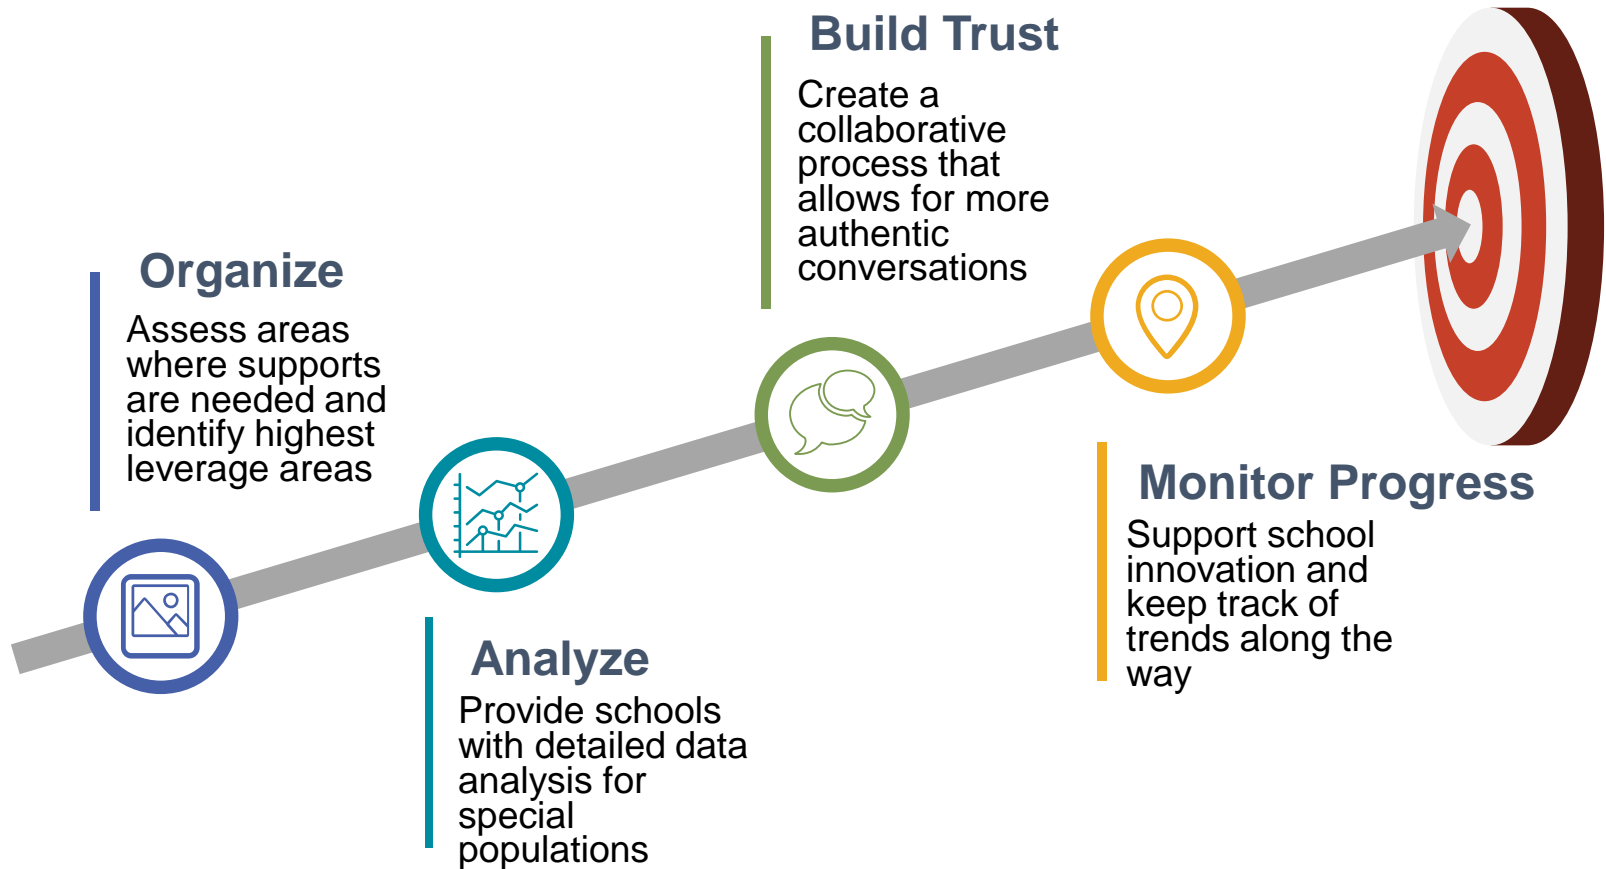 Organize
Assess areas
where supports
are needed and
identify highest
leverage areas
Analyze
Provide schools
with detailed data
analysis for
special
populations
Build Trust
Create a
collaborative
process that
allows for more
authentic
conversations
Monitor Progress
Support school
innovation and
keep track of
trends along the
way